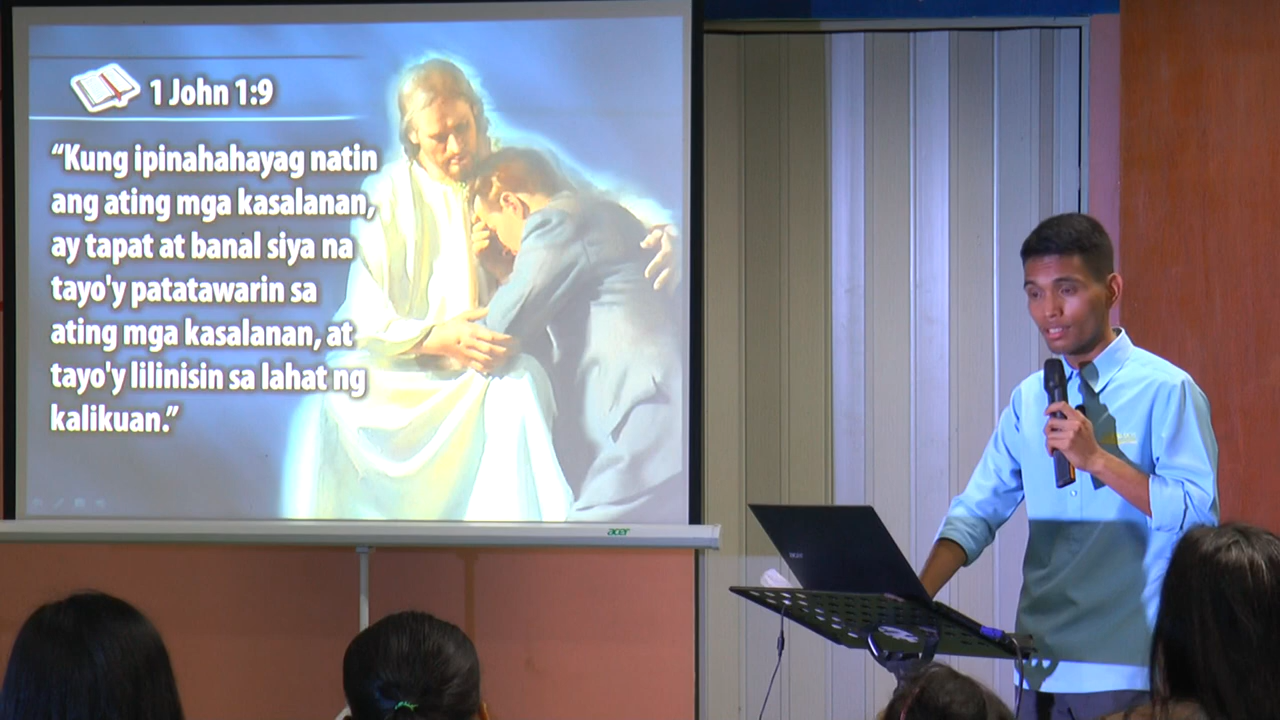 1 John 1:9
“Kung ipinahahayag natin
ang ating mga kasalanan,
ay tapat at banal siya na
tayo'y patatawarin sa
ating mga kasalanan, at
tayo'y lilinisin sa lahat ng
kalikuan.”
acer